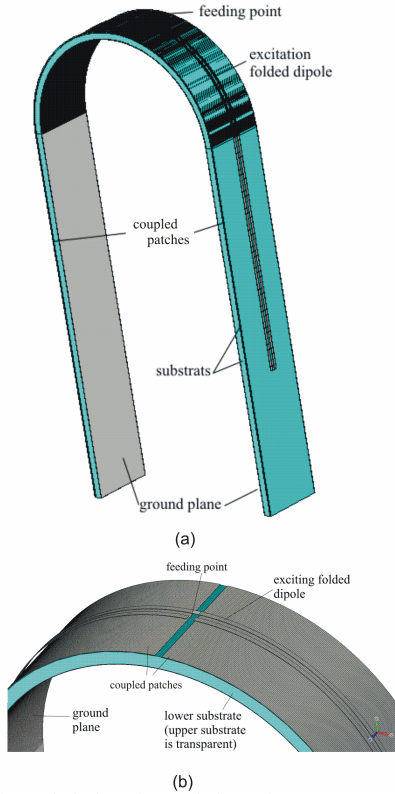 feeding point
excitation
folded dipole
coupled
patches
substrats
ground plane
(a)
feeding point
exciting folded
dipole
coupled patches
ground
plane
lower substrate
(upper substrate
is transparent)
(b)